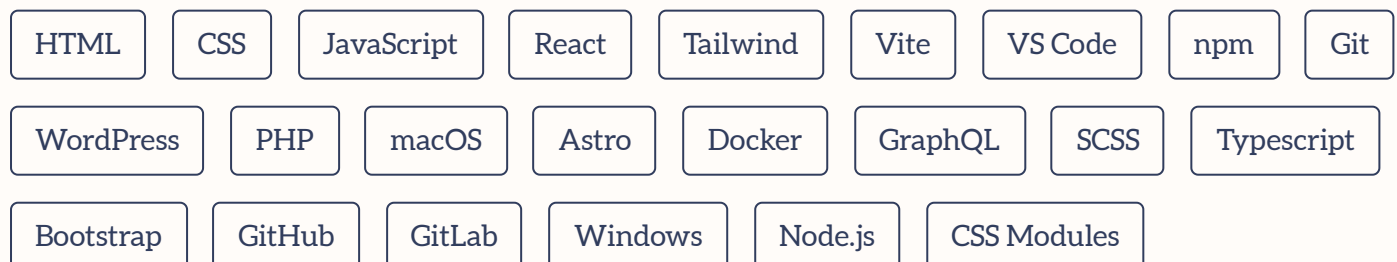 HTML CSS JavaScript React Tailwind Vite VS Code npm Git
WordPress PHP macOS Astro Docker GraphQL SCSS Typescript
Bootstrap GitHub GitLab Windows Node.js CSS Modules